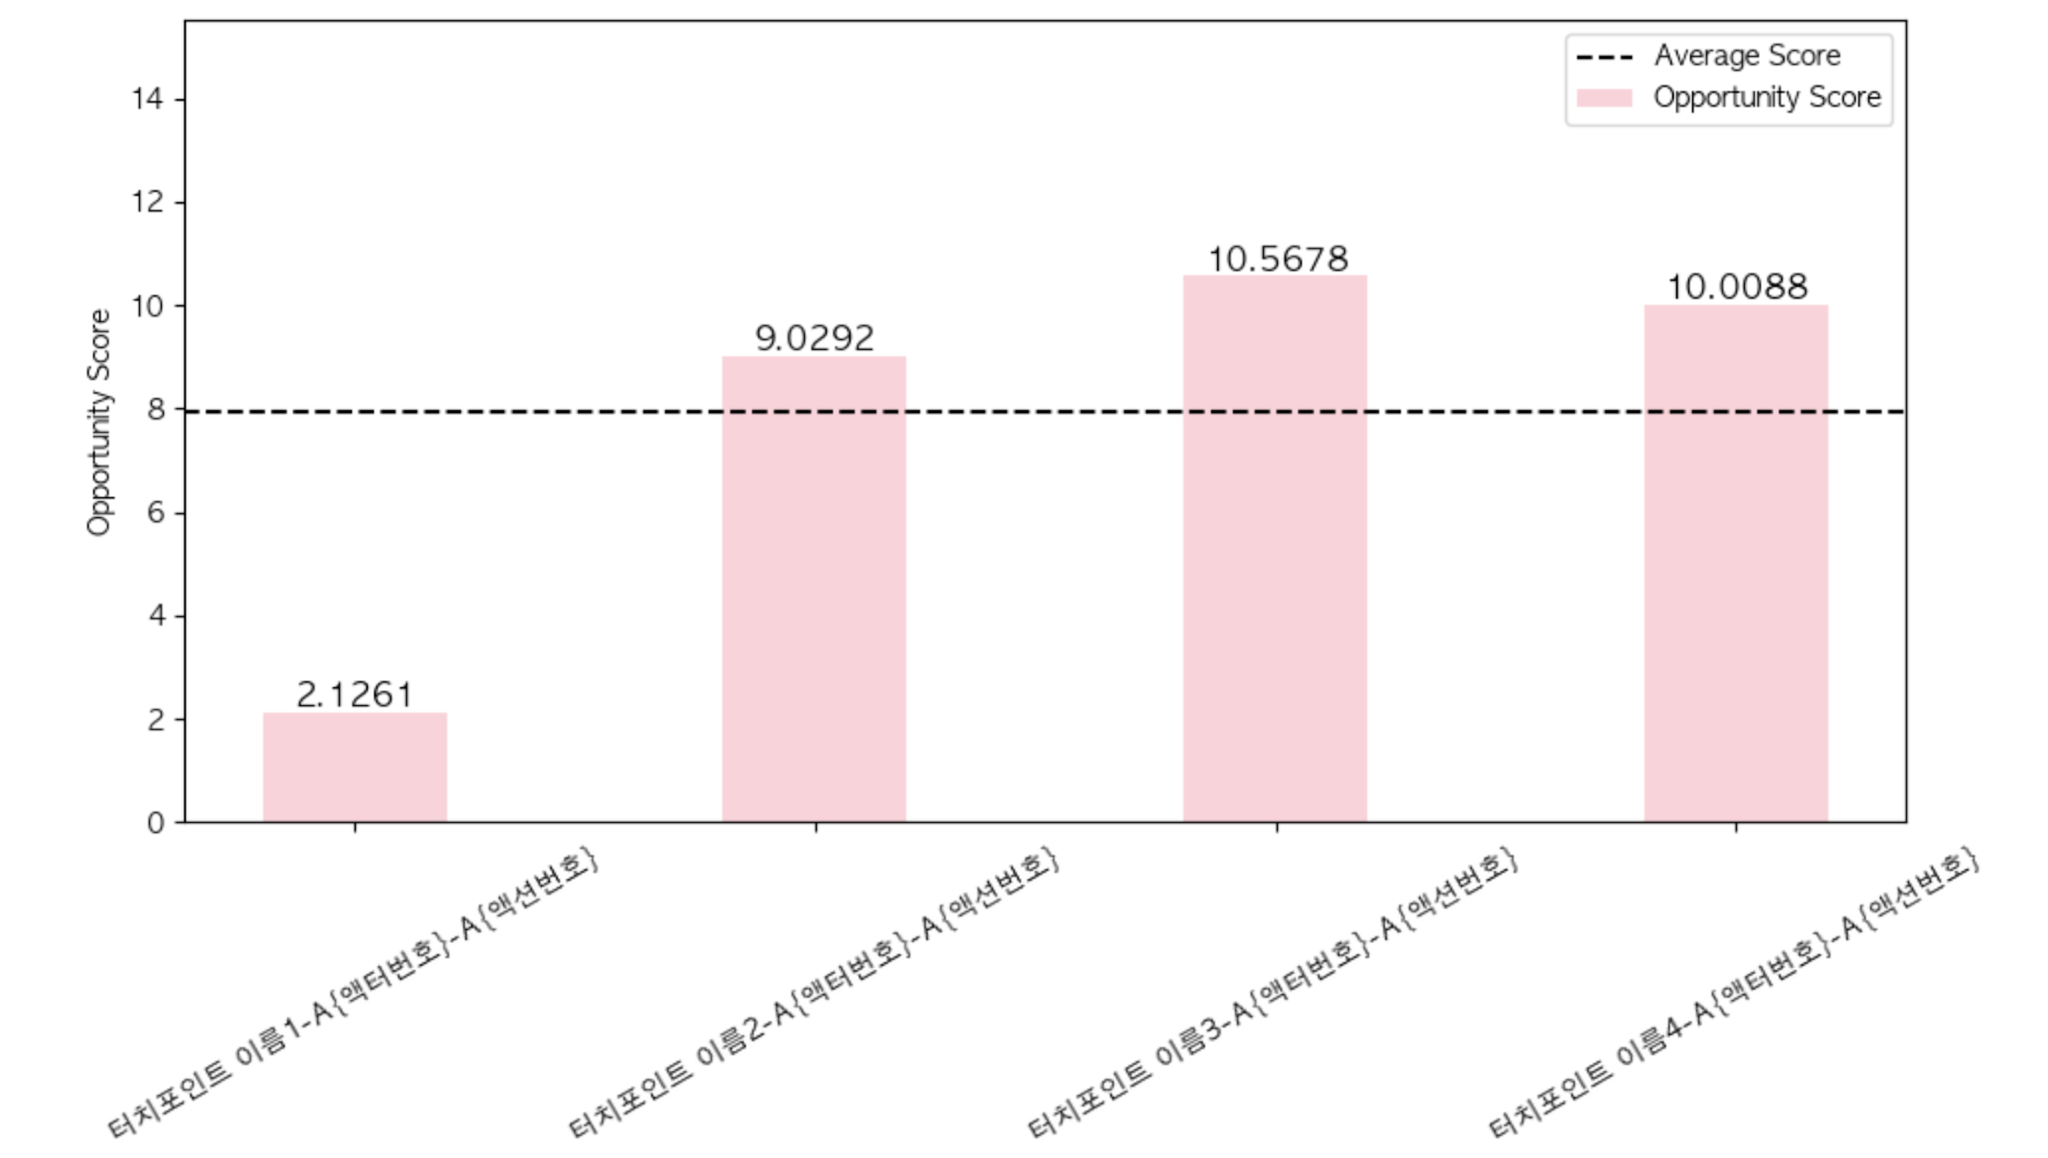 Average Score
Opportunity Score
Opportunity Score
14
12
10
8
6
4
2
0
2.1261
9.0292
10.5678
10.0088
터치포인트 이름1-A{액터번호}-A{액션번호}
터치포인트 이름2-A{액터번호}-A{액션번호}
터치포인트 이름3-A{액터번호}-A{액션번호}
터치포인트 이름4-A{액터번호}-A{액션번호}